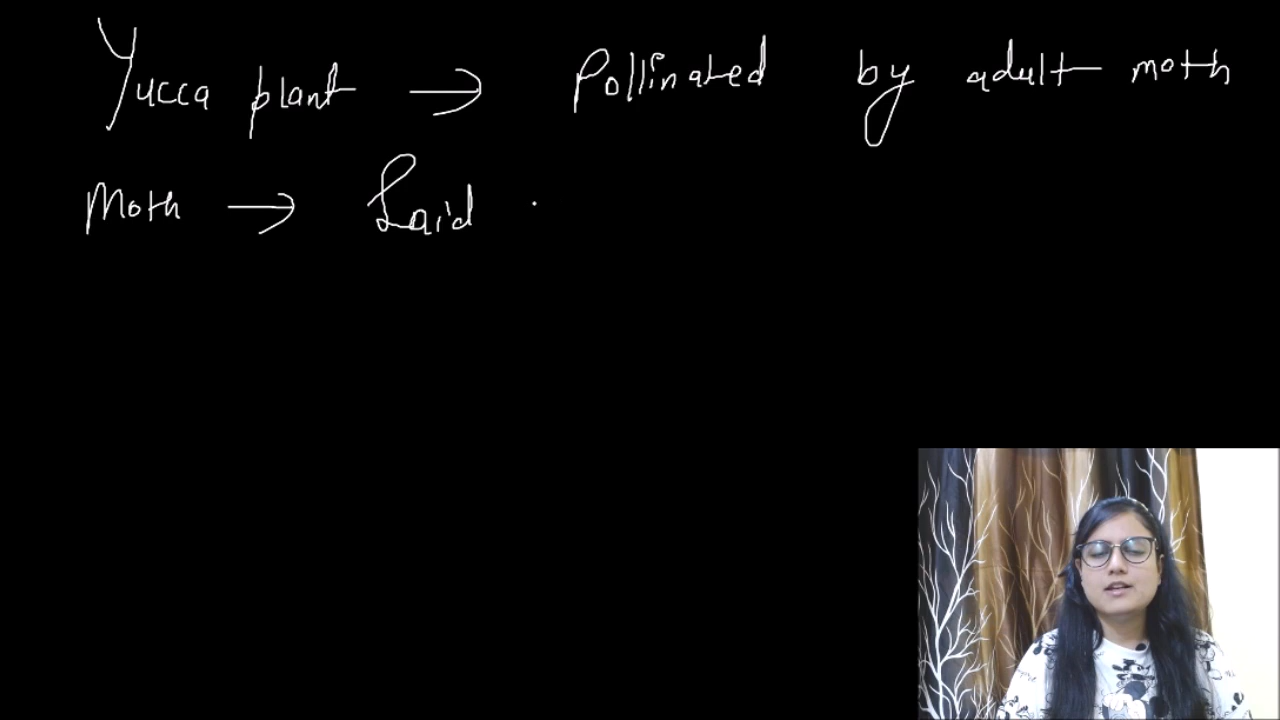 Yucca plant → Pollinated by adult moth
Moth → Laid